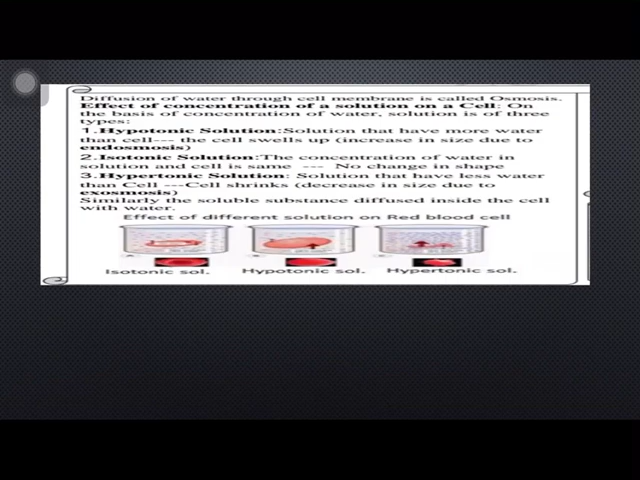 Diffusion of water through cell membrane is called Osmosis.
Effect of concentration of a solution on a Cell: On
the basis of concentration of water, solution is of three
types:
1.Hypotonic Solution:Solution that have more water
than cell--- the cell swells up (increase in size due to
endosmosis)
2.Isotonic Solution:The concentration of water in
solution and cell is same --- No change in shape
3.Hypertonic Solution: Solution that have less water
than Cell ---Cell shrinks (decrease in size due to
exosmosis)
Similarly the soluble substance diffused inside the cell
with water.
Effect of different solution on Red blood cell
Isotonic sol. Hypotonic sol. Hypertonic sol.